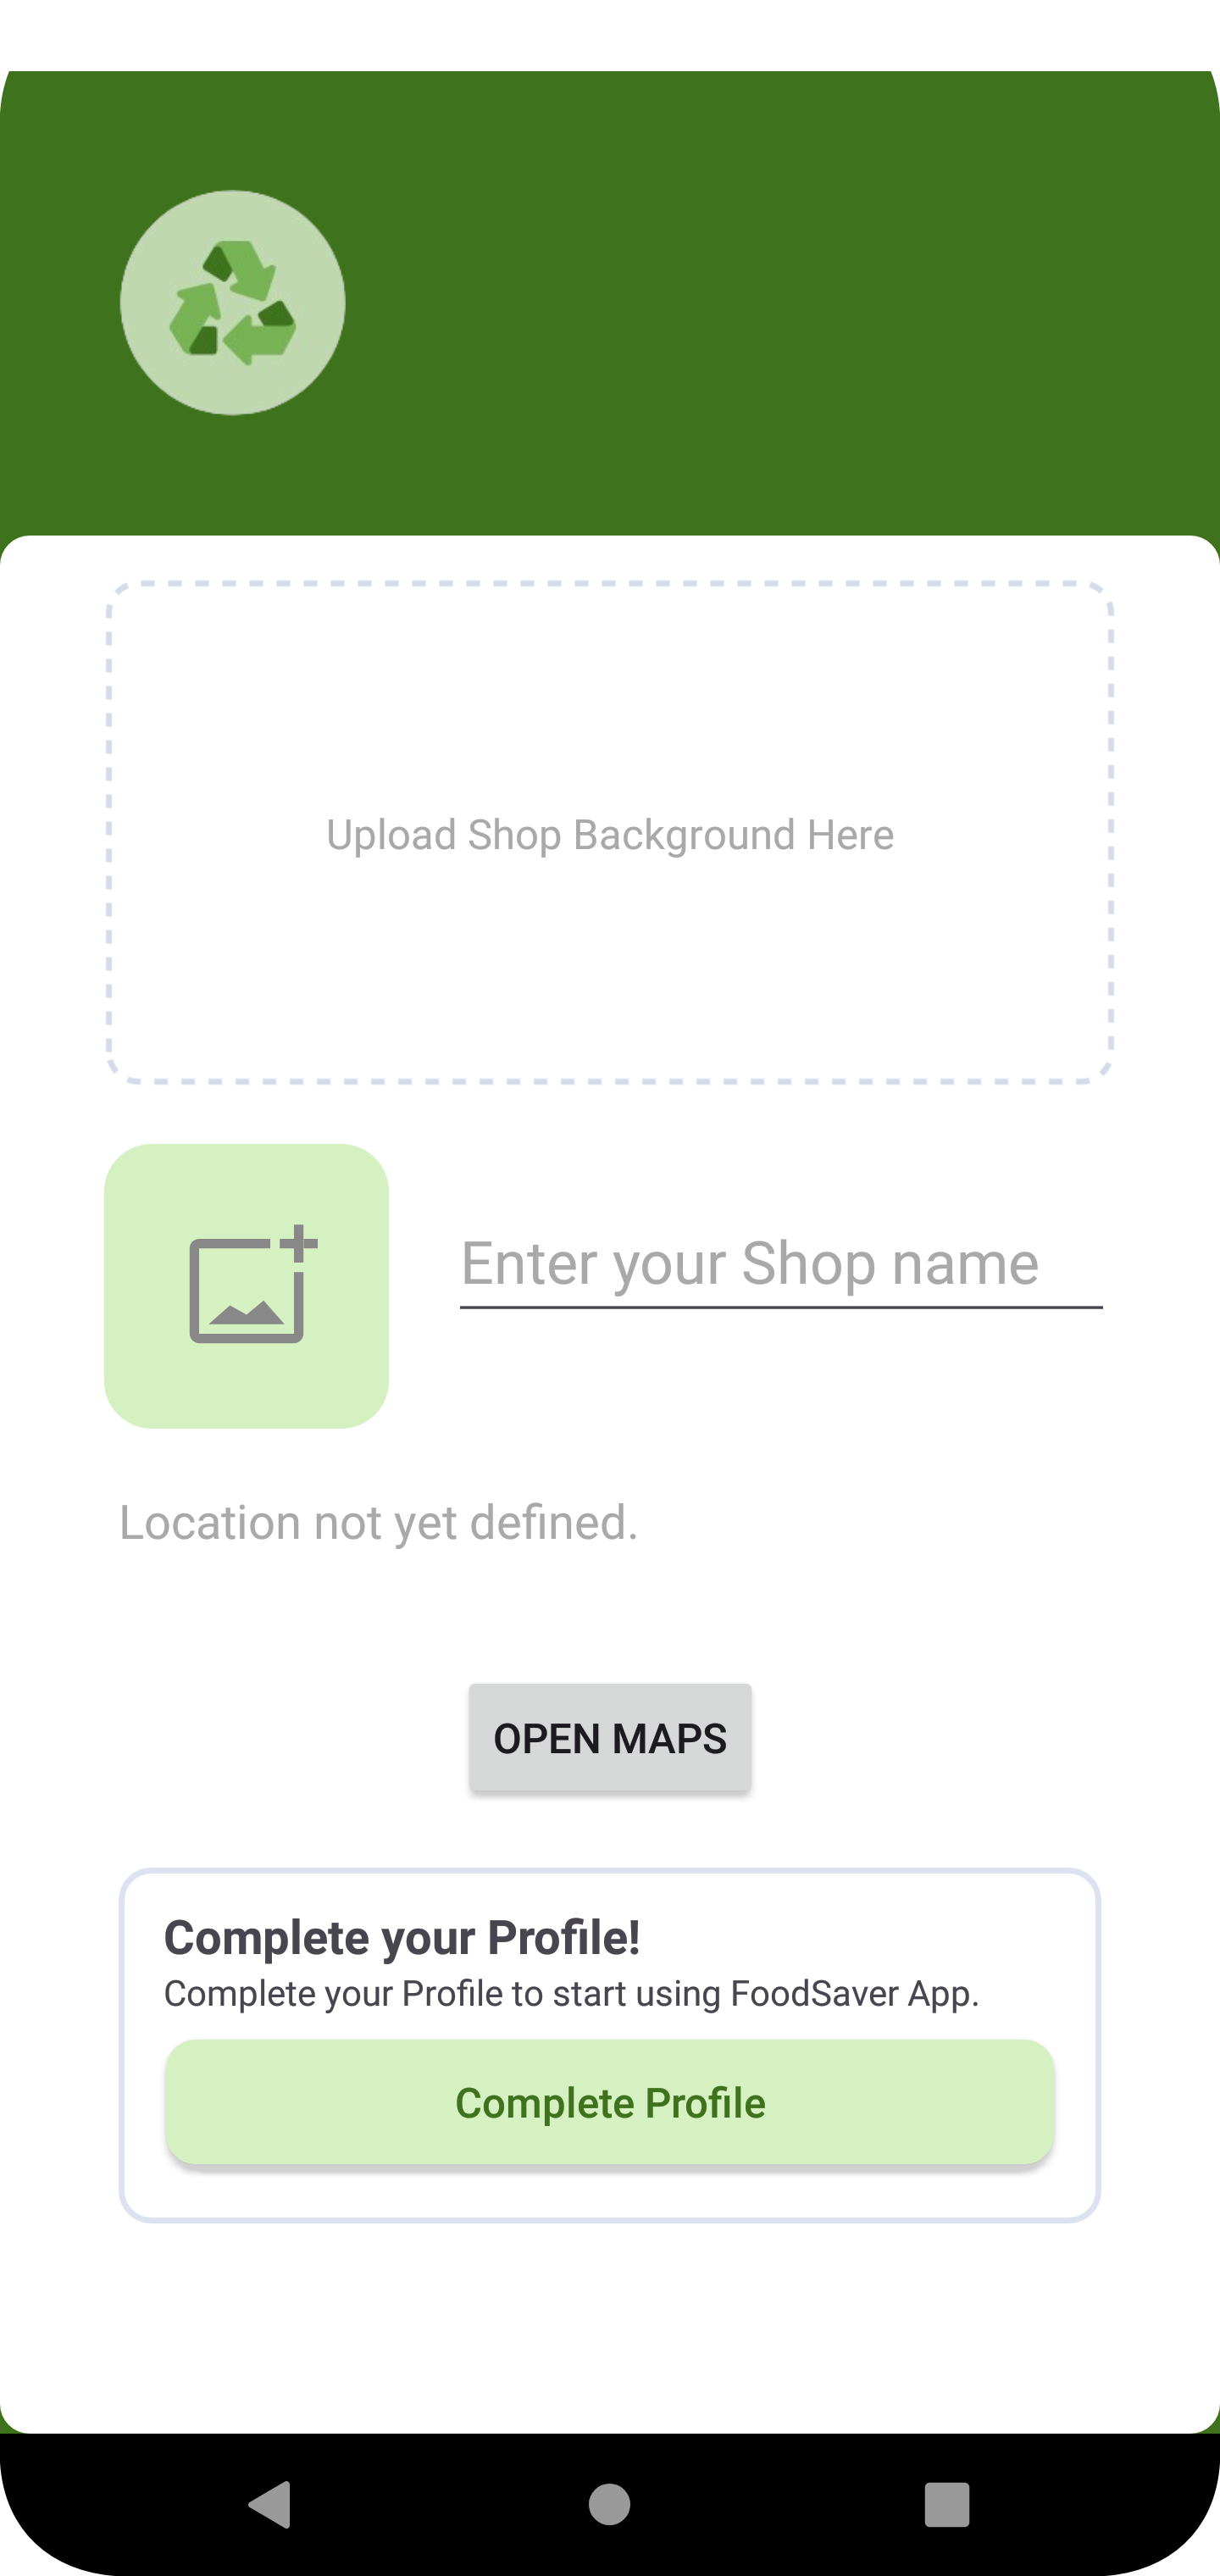 Upload Shop Background Here
Enter your Shop name
Location not yet defined.
OPEN MAPS
Complete your Profile!
Complete your Profile to start using FoodSaver App.
Complete Profile